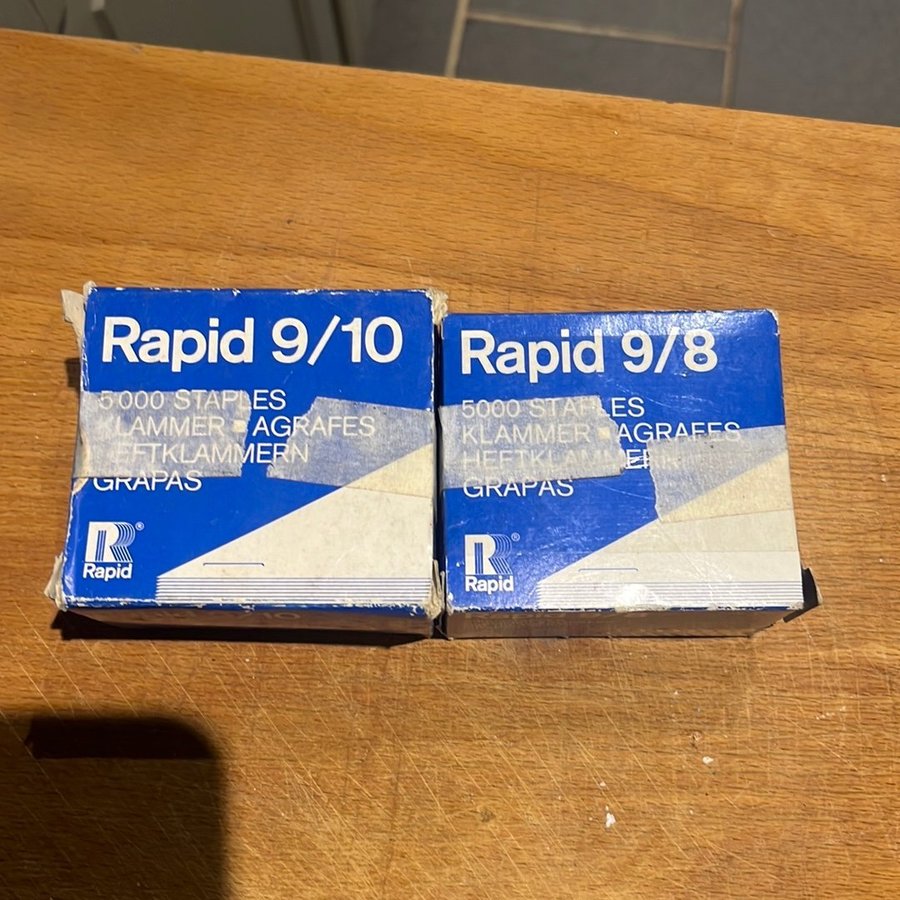 Rapid 9/10
5000 STAPLES
KLAMMER ▪ AGRAFES
HEFTKLAMMERN
GRAPAS
R®
Rapid
Rapid 9/8
5000 STAPLES
KLAMMER ▪ AGRAFES
HEFTKLAMMERN
GRAPAS
R®
Rapid